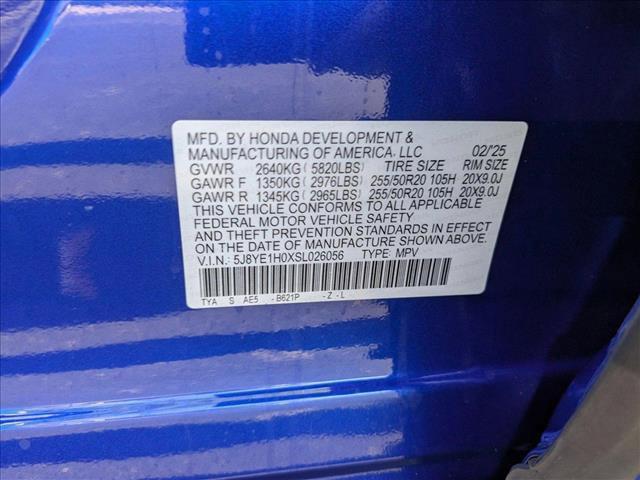 MFD. BY HONDA DEVELOPMENT &
MANUFACTURING OF AMERICA, LLC 02/'25
GVWR 2640KG ( 5820LBS ) TIRE SIZE RIM SIZE
GAWR F 1350KG ( 2976LBS ) 255/50R20 105H 20X9.0J
GAWR R 1345KG ( 2965LBS ) 255/50R20 105H 20X9.0J
THIS VEHICLE CONFORMS TO ALL APPLICABLE
FEDERAL MOTOR VEHICLE SAFETY
AND THEFT PREVENTION STANDARDS IN EFFECT
ON THE DATE OF MANUFACTURE SHOWN ABOVE.
V.I.N.: 5J8YE1H0XSL026056 TYPE: MPV
TYA S AE5 - B621P - Z - L